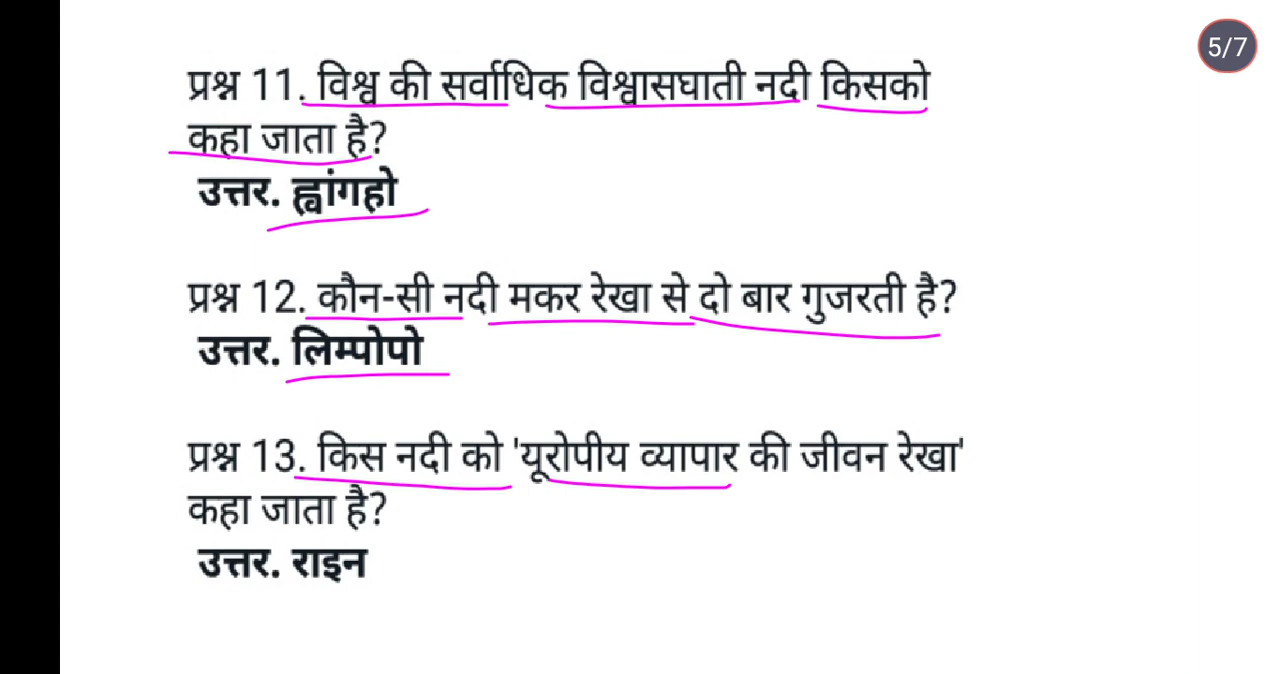 5/7
प्रश्न 11. विश्व की सर्वाधिक विश्वासघाती नदी किसको
कहा जाता है?
उत्तर. ह्वांगहो
प्रश्न 12. कौन-सी नदी मकर रेखा से दो बार गुजरती है?
उत्तर. लिम्पोपो
प्रश्न 13. किस नदी को 'यूरोपीय व्यापार की जीवन रेखा'
कहा जाता है?
उत्तर. राइन